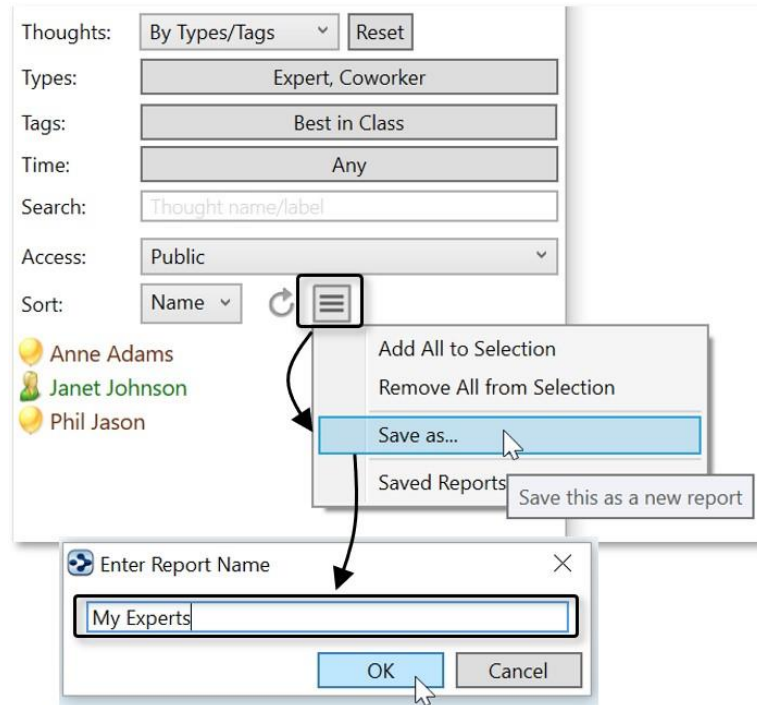 Thoughts: By Types/Tags Reset
Types: Expert, Coworker
Tags: Best in Class
Time: Any
Search: Thought name/label
Access: Public
Sort: Name
Anne Adams
Janet Johnson
Phil Jason
Add All to Selection
Remove All from Selection
Save as...
Saved Reports
Save this as a new report
Enter Report Name
My Experts
OK Cancel